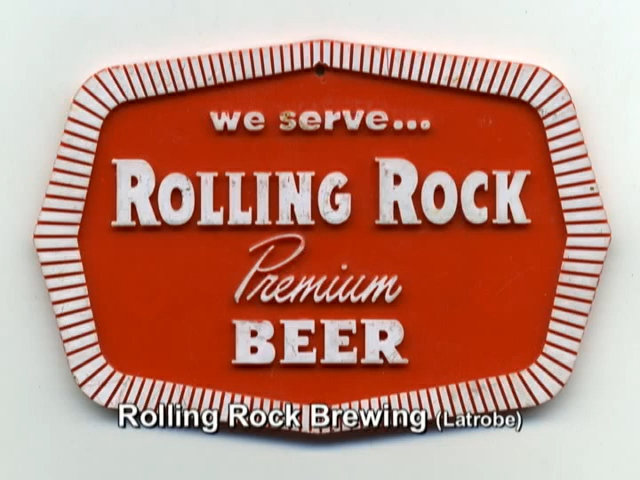 we serve...
ROLLING ROCK
Premium
BEER
Rolling Rock Brewing (Latrobe)